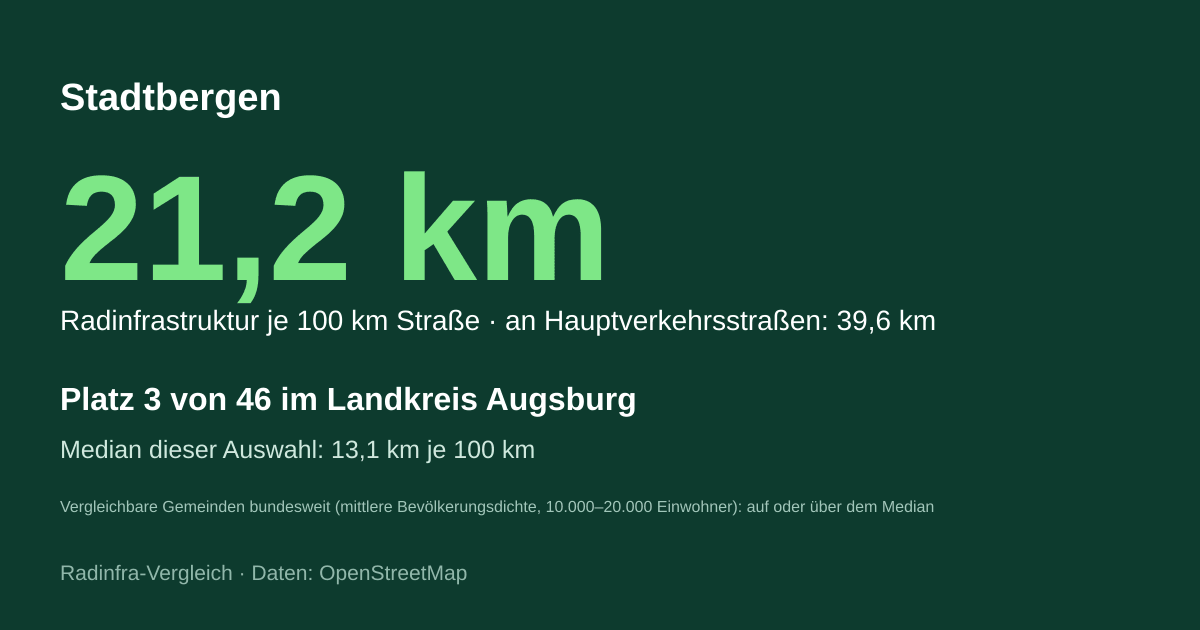 Stadtbergen
21,2 km
Radinfrastruktur je 100 km Straße · an Hauptverkehrsstraßen: 39,6 km
Platz 3 von 46 im Landkreis Augsburg
Median dieser Auswahl: 13,1 km je 100 km
Vergleichbare Gemeinden bundesweit (mittlere Bevölkerungsdichte, 10.000–20.000 Einwohner): auf oder über dem Median
Radinfra-Vergleich · Daten: OpenStreetMap